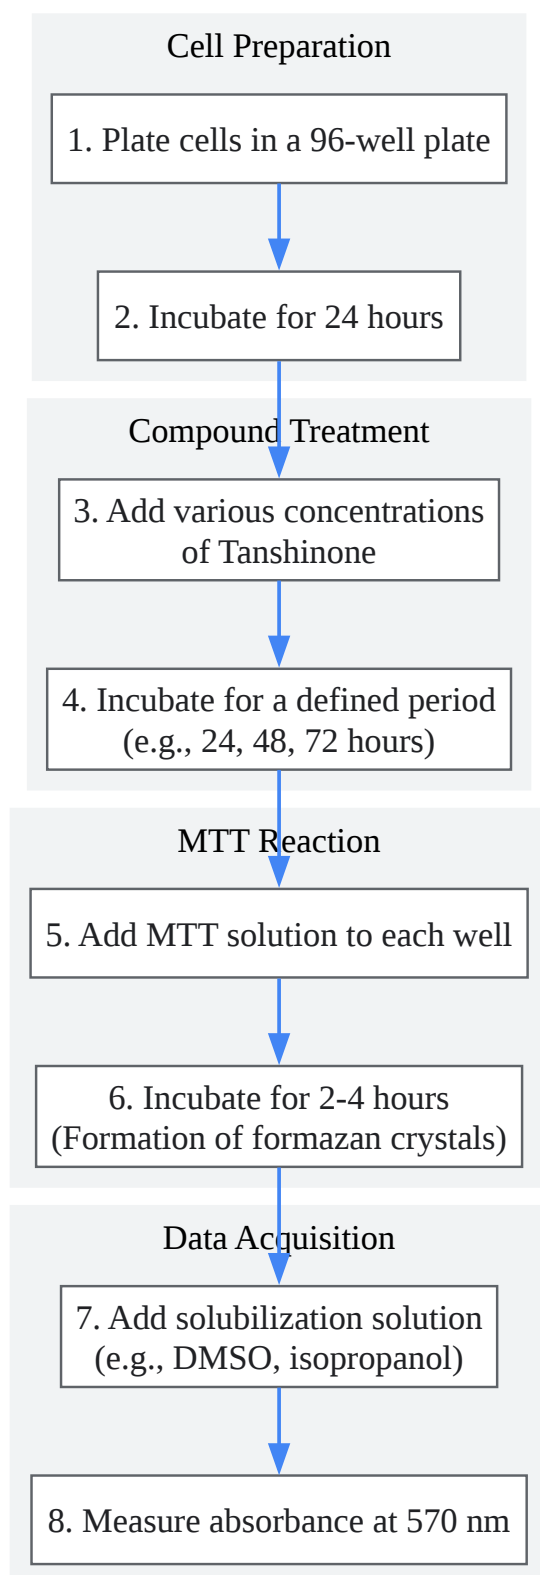 Cell Preparation
1. Plate cells in a 96-well plate
2. Incubate for 24 hours
Compound Treatment
3. Add various concentrations
of Tanshinone
4. Incubate for a defined period
(e.g., 24, 48, 72 hours)
MTT Reaction
5. Add MTT solution to each well
6. Incubate for 2-4 hours
(Formation of formazan crystals)
Data Acquisition
7. Add solubilization solution
(e.g., DMSO, isopropanol)
8. Measure absorbance at 570 nm